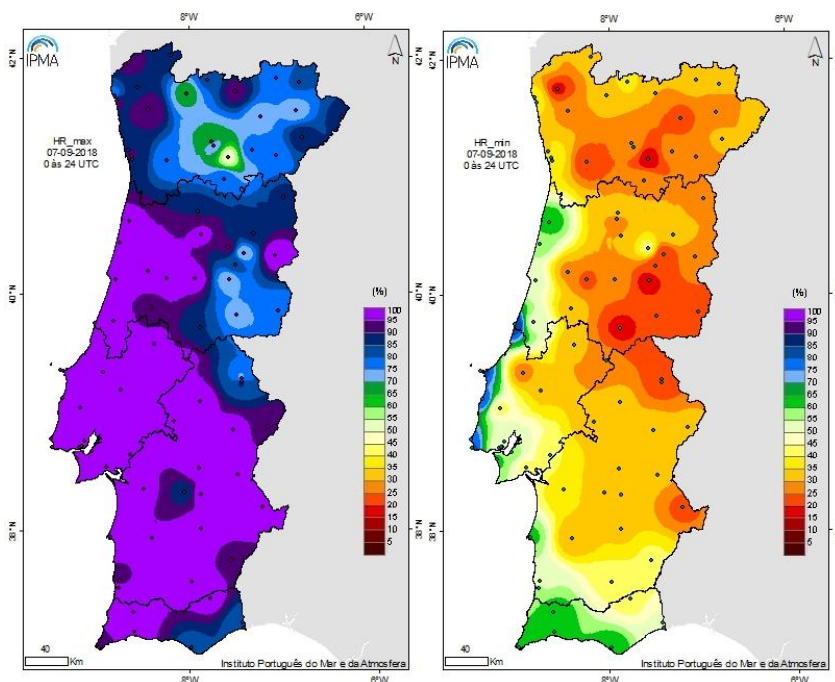 8°W
6°W
42°N
IPMA
N
HR_max
07-09-2018
0 às 24 UTC
40°N
(%)
100
95
90
85
80
75
70
65
60
55
50
45
40
35
30
25
20
15
10
5
38°N
40
Km
Instituto Português do Mar e da Atmosfera
8°W
6°W
8°W
6°W
42°N
IPMA
N
HR_min
07-09-2018
0 às 24 UTC
40°N
(%)
100
95
90
85
80
75
70
65
60
55
50
45
40
35
30
25
20
15
10
5
38°N
40
Km
Instituto Português do Mar e da Atmosfera
8°W
6°W